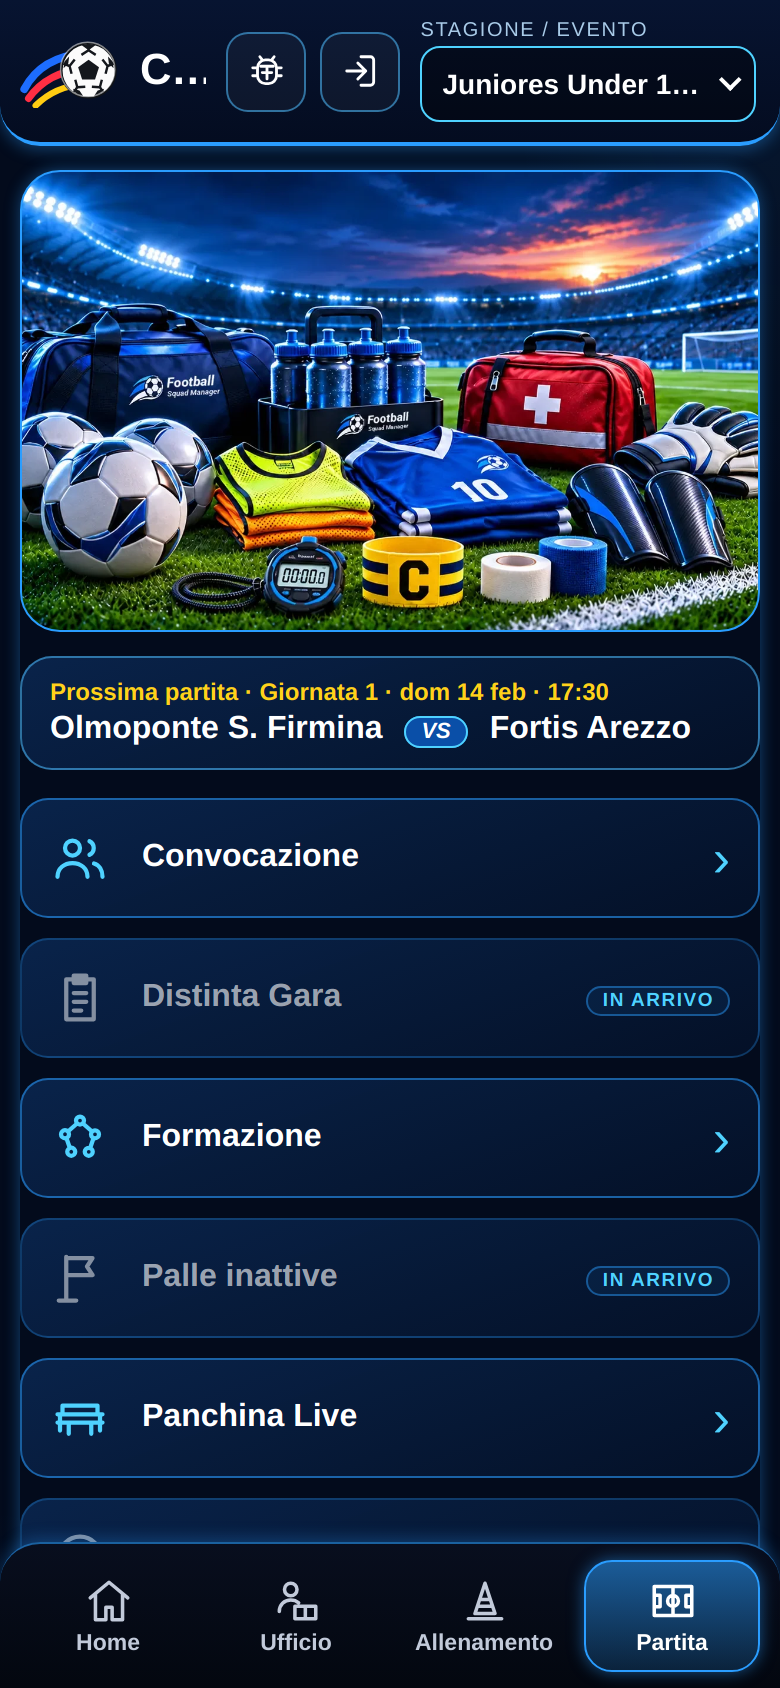 STAGIONE / EVENTO
C...
Juniores Under 1...
Football
Squad Manager
Football
Squad Manager
10
00:00.0
C
Prossima partita · Giornata 1 · dom 14 feb · 17:30
Olmoponte S. Firmina VS Fortis Arezzo
Convocazione
Distinta Gara IN ARRIVO
Formazione
Palle inattive IN ARRIVO
Panchina Live
Home Ufficio Allenamento Partita